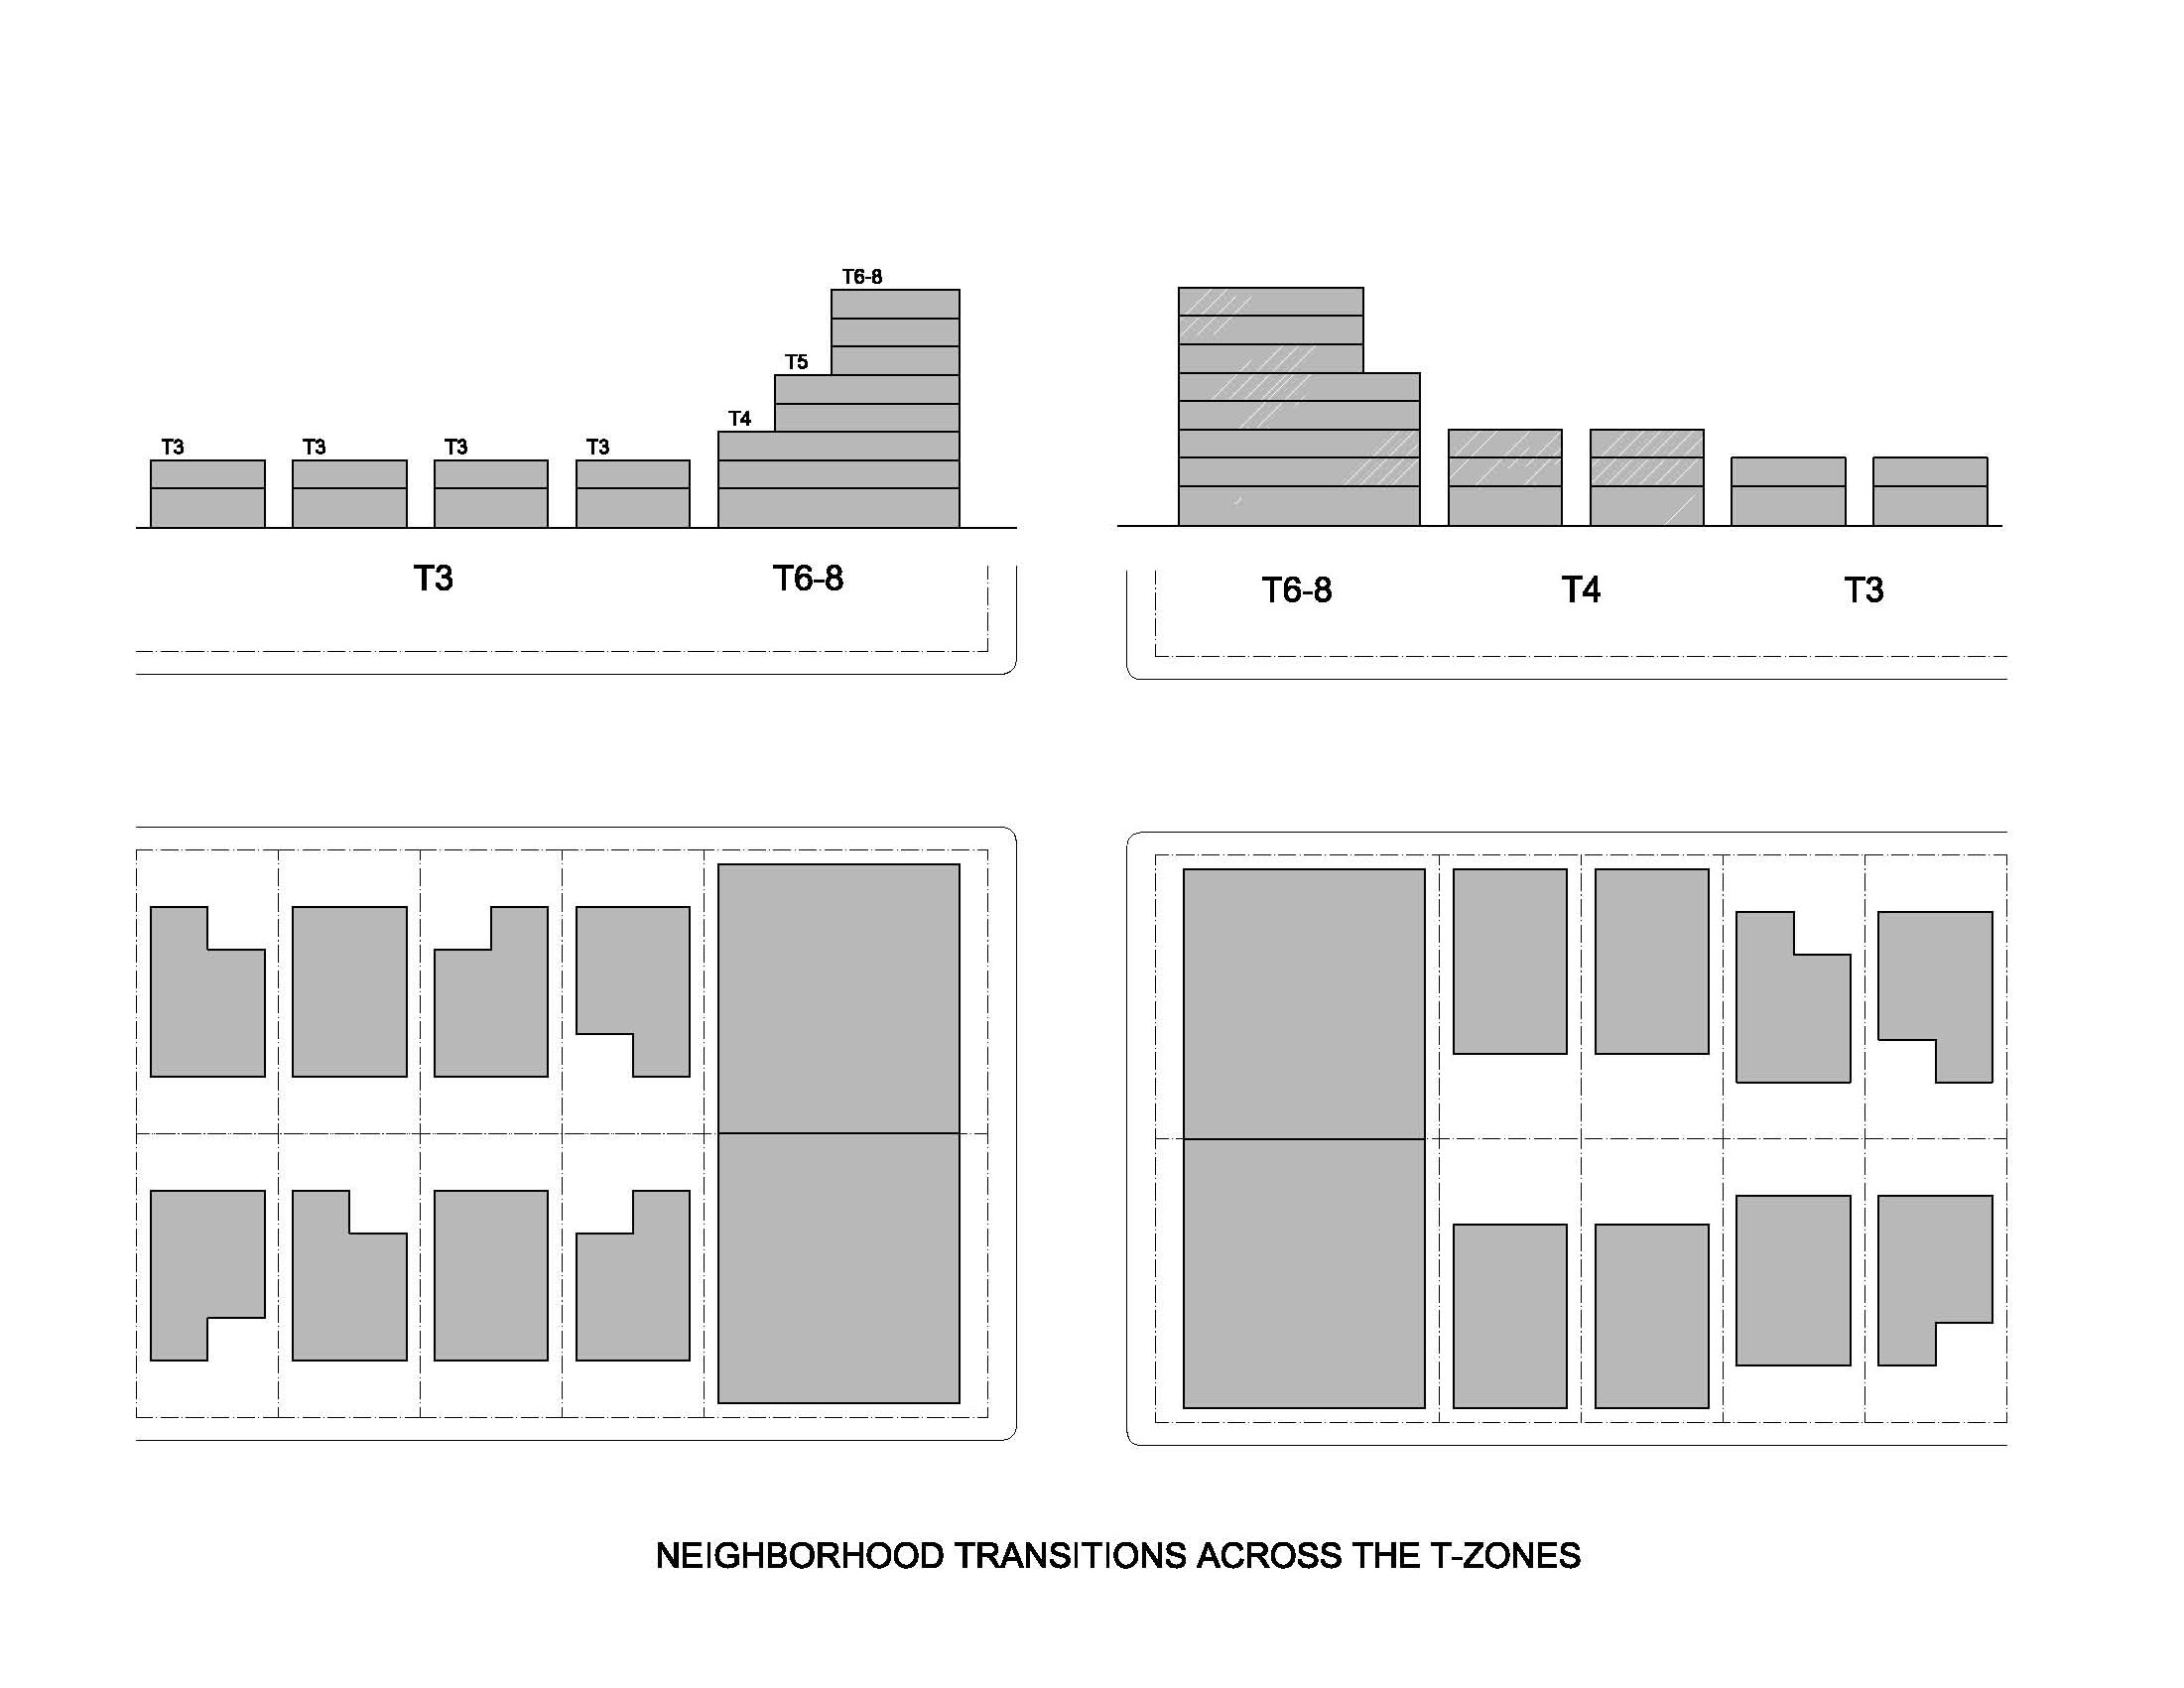 T6-8
T5
T4
T3 T3 T3 T3
T3 T6-8
T6-8 T4 T3
NEIGHBORHOOD TRANSITIONS ACROSS THE T-ZONES